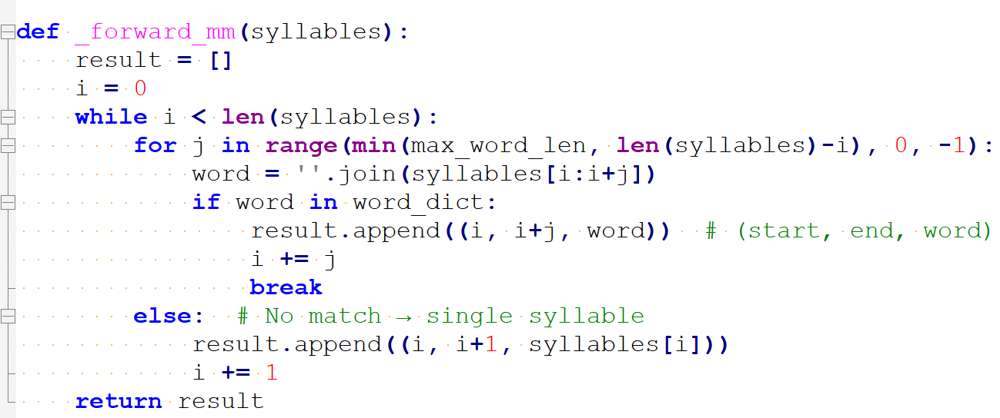 def _forward_mm(syllables):
    result = []
    i = 0
    while i < len(syllables):
        for j in range(min(max_word_len, len(syllables)-i), 0, -1):
            word = ''.join(syllables[i:i+j])
            if word in word_dict:
                result.append((i, i+j, word))  # (start, end, word)
                i += j
                break
        else:  # No match → single syllable
            result.append((i, i+1, syllables[i]))
            i += 1
    return result